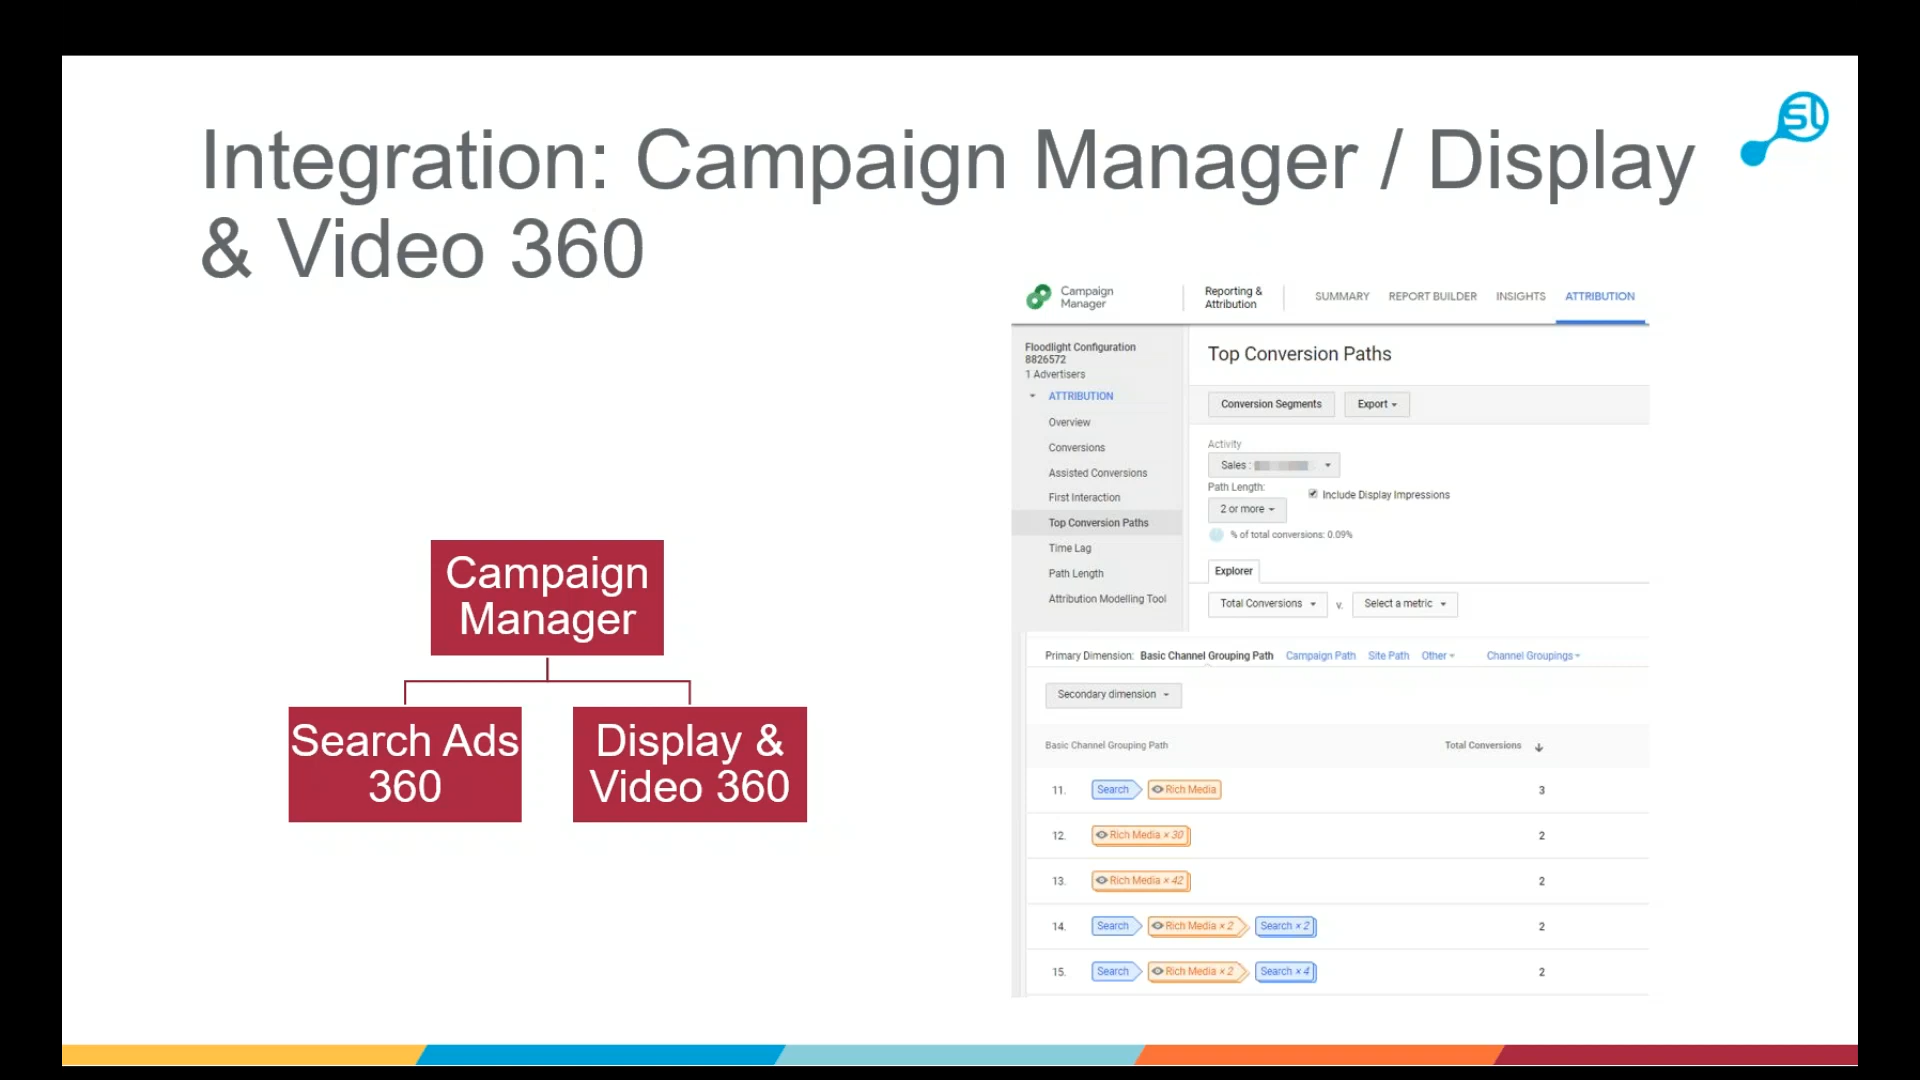 Integration: Campaign Manager / Display
& Video 360
SL
Campaign
Manager
Search Ads
360
Display &
Video 360
Campaign
Manager
Reporting &
Attribution
SUMMARY
REPORT BUILDER
INSIGHTS
ATTRIBUTION
Floodlight Configuration
8826572
1 Advertisers
ATTRIBUTION
Overview
Conversions
Assisted Conversions
First Interaction
Top Conversion Paths
Time Lag
Path Length
Attribution Modelling Tool
Top Conversion Paths
Conversion Segments
Export
Activity
Sales :
Path Length:
2 or more
Include Display Impressions
% of total conversions: 0.09%
Explorer
Total Conversions
v.
Select a metric
Primary Dimension: Basic Channel Grouping Path Campaign Path Site Path Other Channel Groupings
Secondary dimension
Basic Channel Grouping Path Total Conversions
11. Search Rich Media 3
12. Rich Media × 30 2
13. Rich Media × 42 2
14. Search Rich Media × 2 Search × 2 2
15. Search Rich Media × 2 Search × 4 2